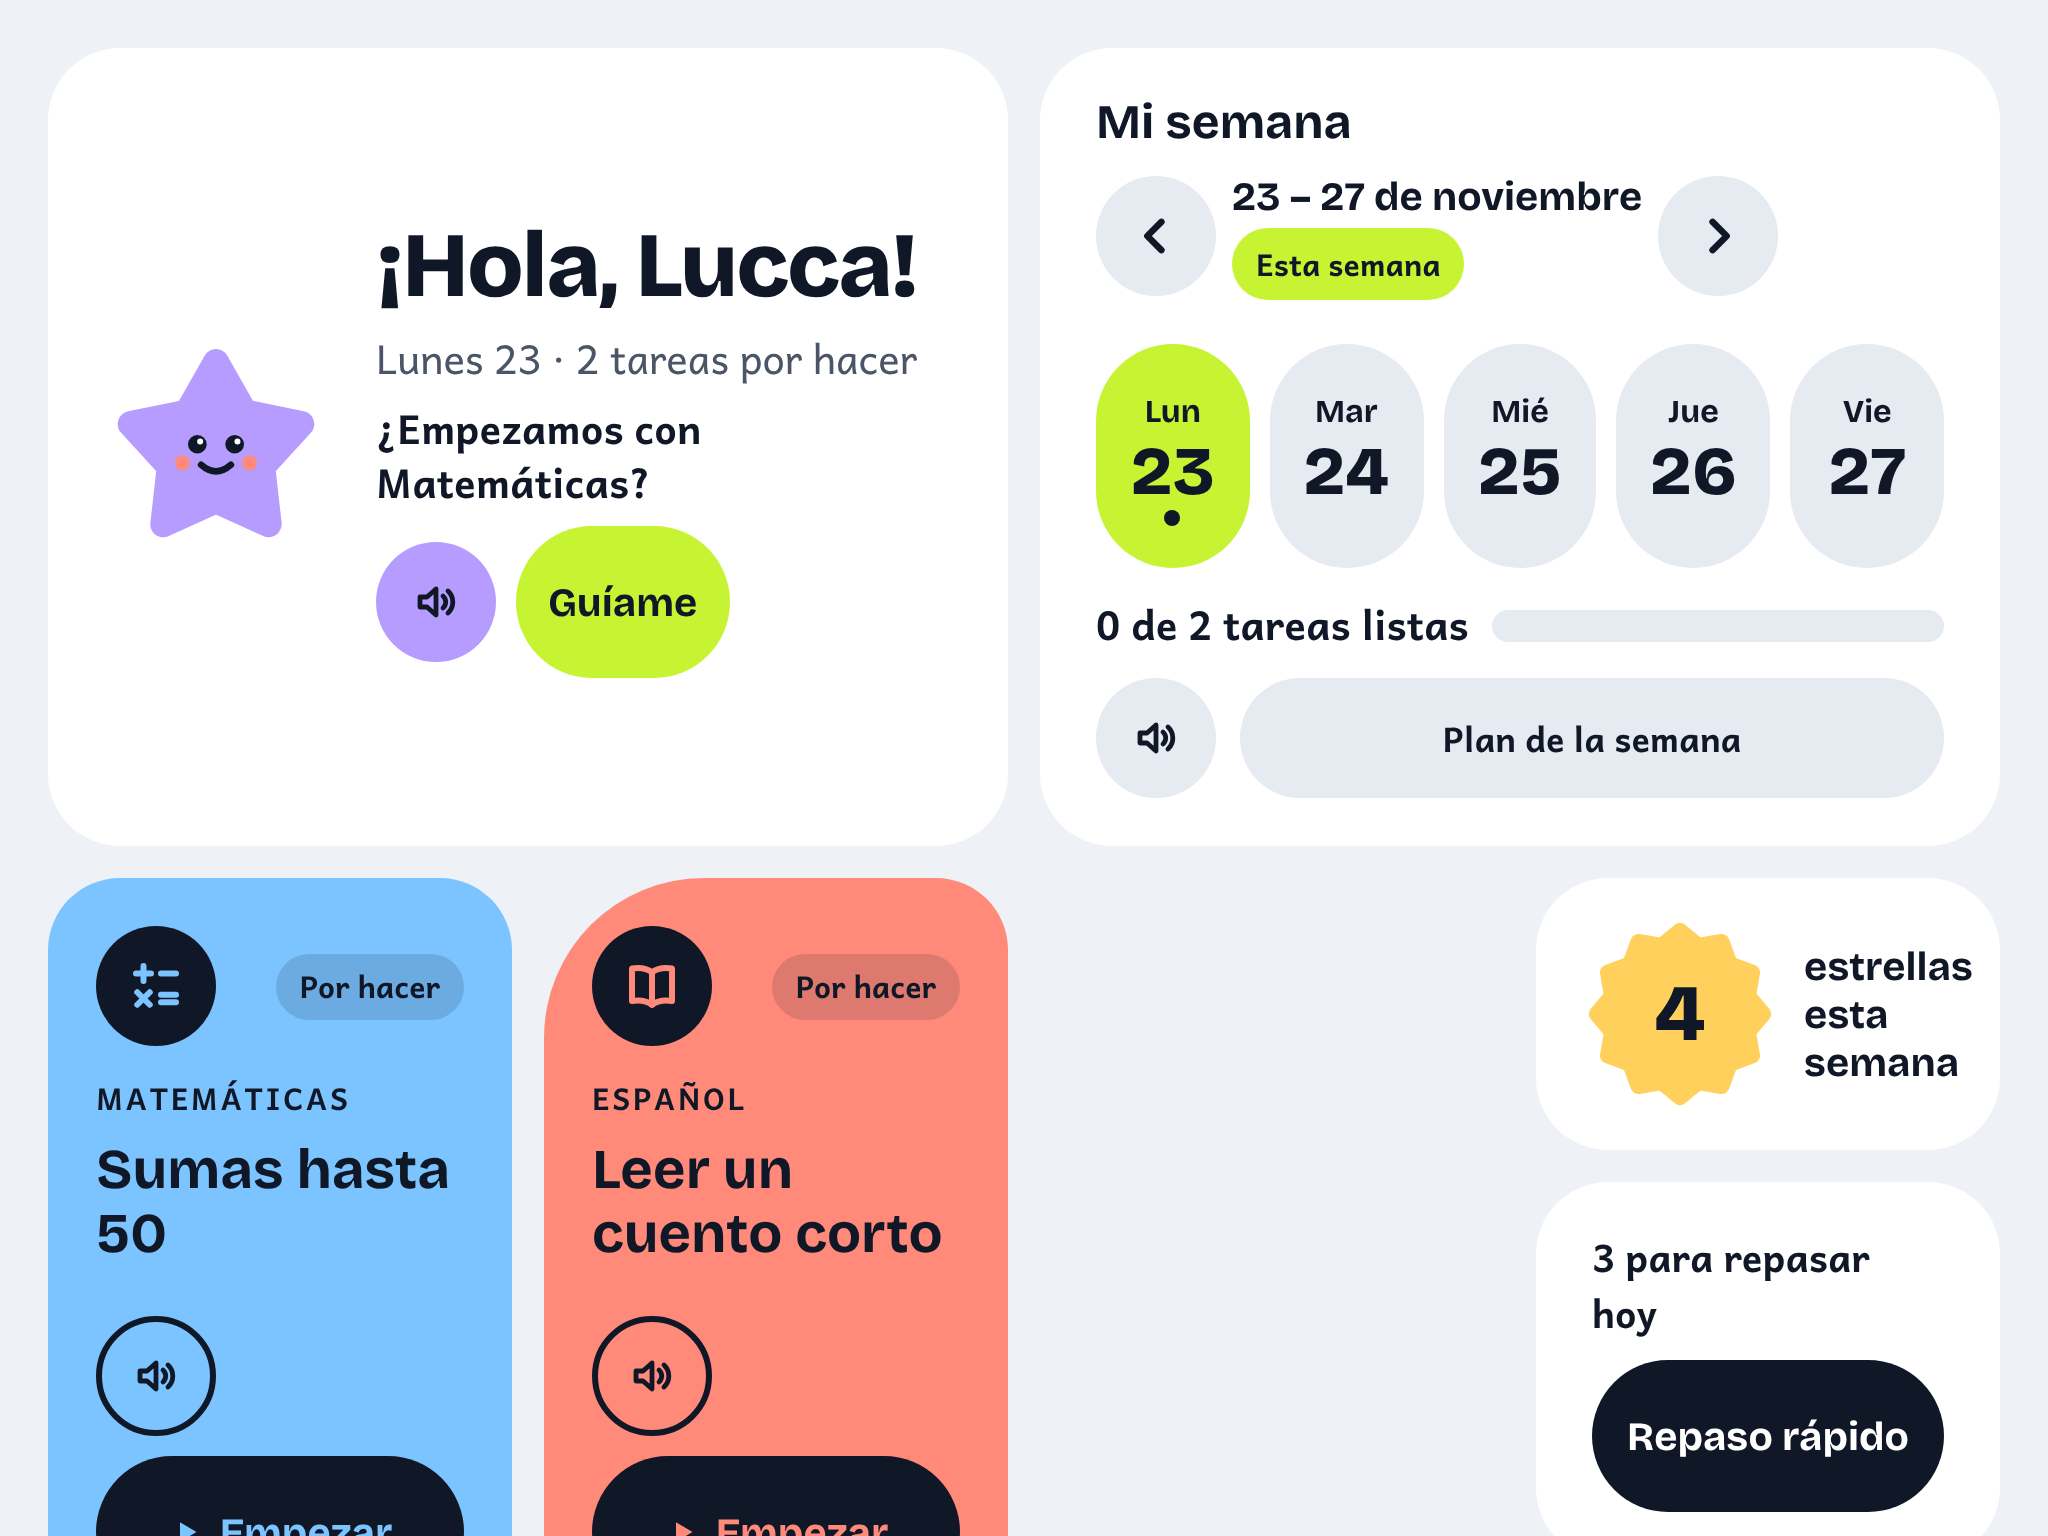 ¡Hola, Lucca!
Lunes 23 · 2 tareas por hacer
¿Empezamos con
Matemáticas?
Guíame
Mi semana
23 – 27 de noviembre
Esta semana
Lun
23
Mar
24
Mié
25
Jue
26
Vie
27
0 de 2 tareas listas
Plan de la semana
Por hacer
MATEMÁTICAS
Sumas hasta
50
Empezar
Por hacer
ESPAÑOL
Leer un
cuento corto
Empezar
4
estrellas
esta
semana
3 para repasar
hoy
Repaso rápido